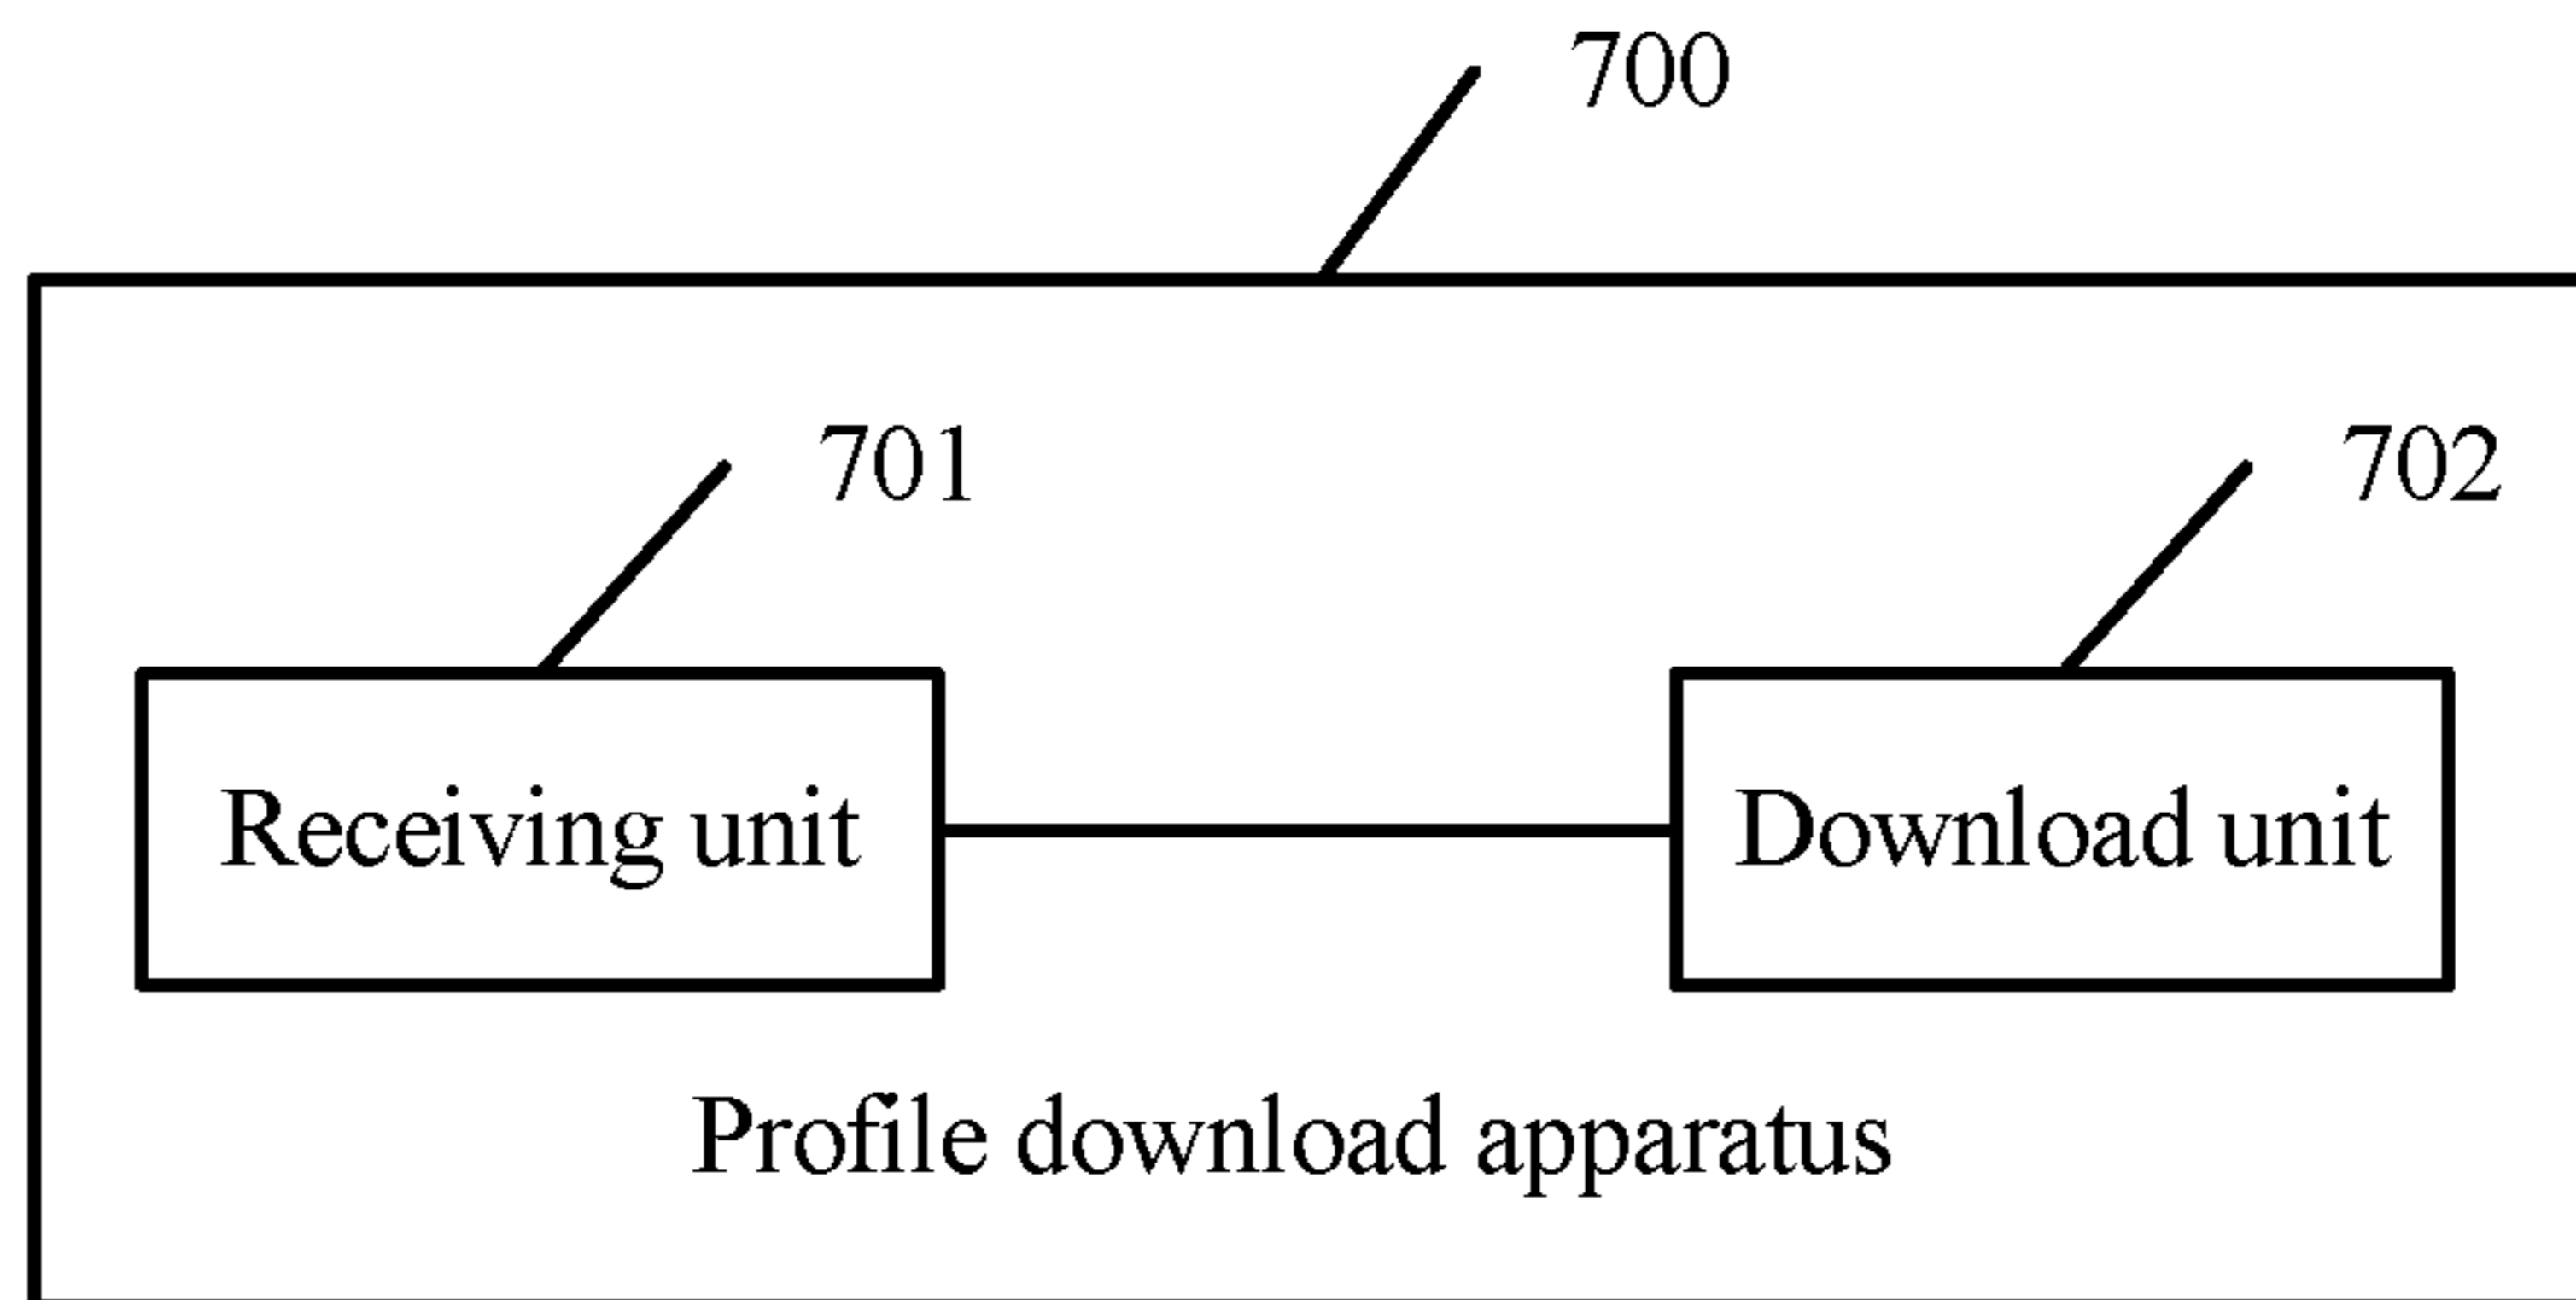 700
701
702
Receiving unit
Download unit
Profile download apparatus